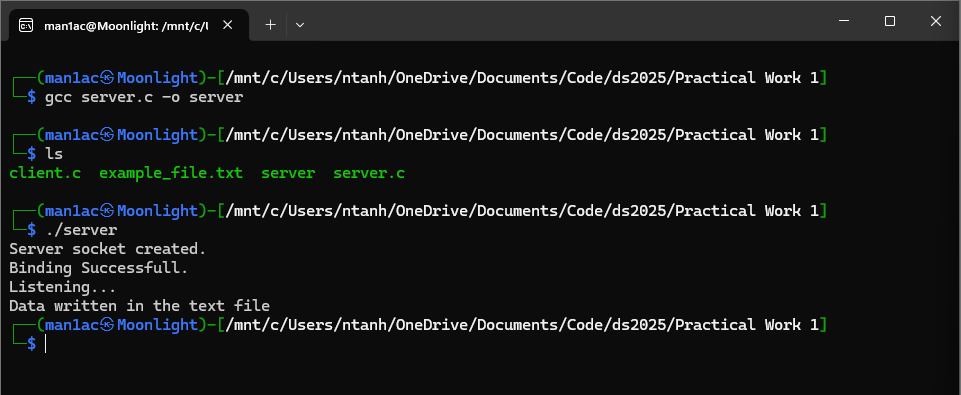 man1ac@Moonlight: /mnt/c/U
┌──(man1ac㉿Moonlight)-[/mnt/c/Users/ntanh/OneDrive/Documents/Code/ds2025/Practical Work 1]
└─$ gcc server.c -o server
┌──(man1ac㉿Moonlight)-[/mnt/c/Users/ntanh/OneDrive/Documents/Code/ds2025/Practical Work 1]
└─$ ls
client.c  example_file.txt  server  server.c
┌──(man1ac㉿Moonlight)-[/mnt/c/Users/ntanh/OneDrive/Documents/Code/ds2025/Practical Work 1]
└─$ ./server
Server socket created.
Binding Successfull.
Listening...
Data written in the text file
┌──(man1ac㉿Moonlight)-[/mnt/c/Users/ntanh/OneDrive/Documents/Code/ds2025/Practical Work 1]
└─$